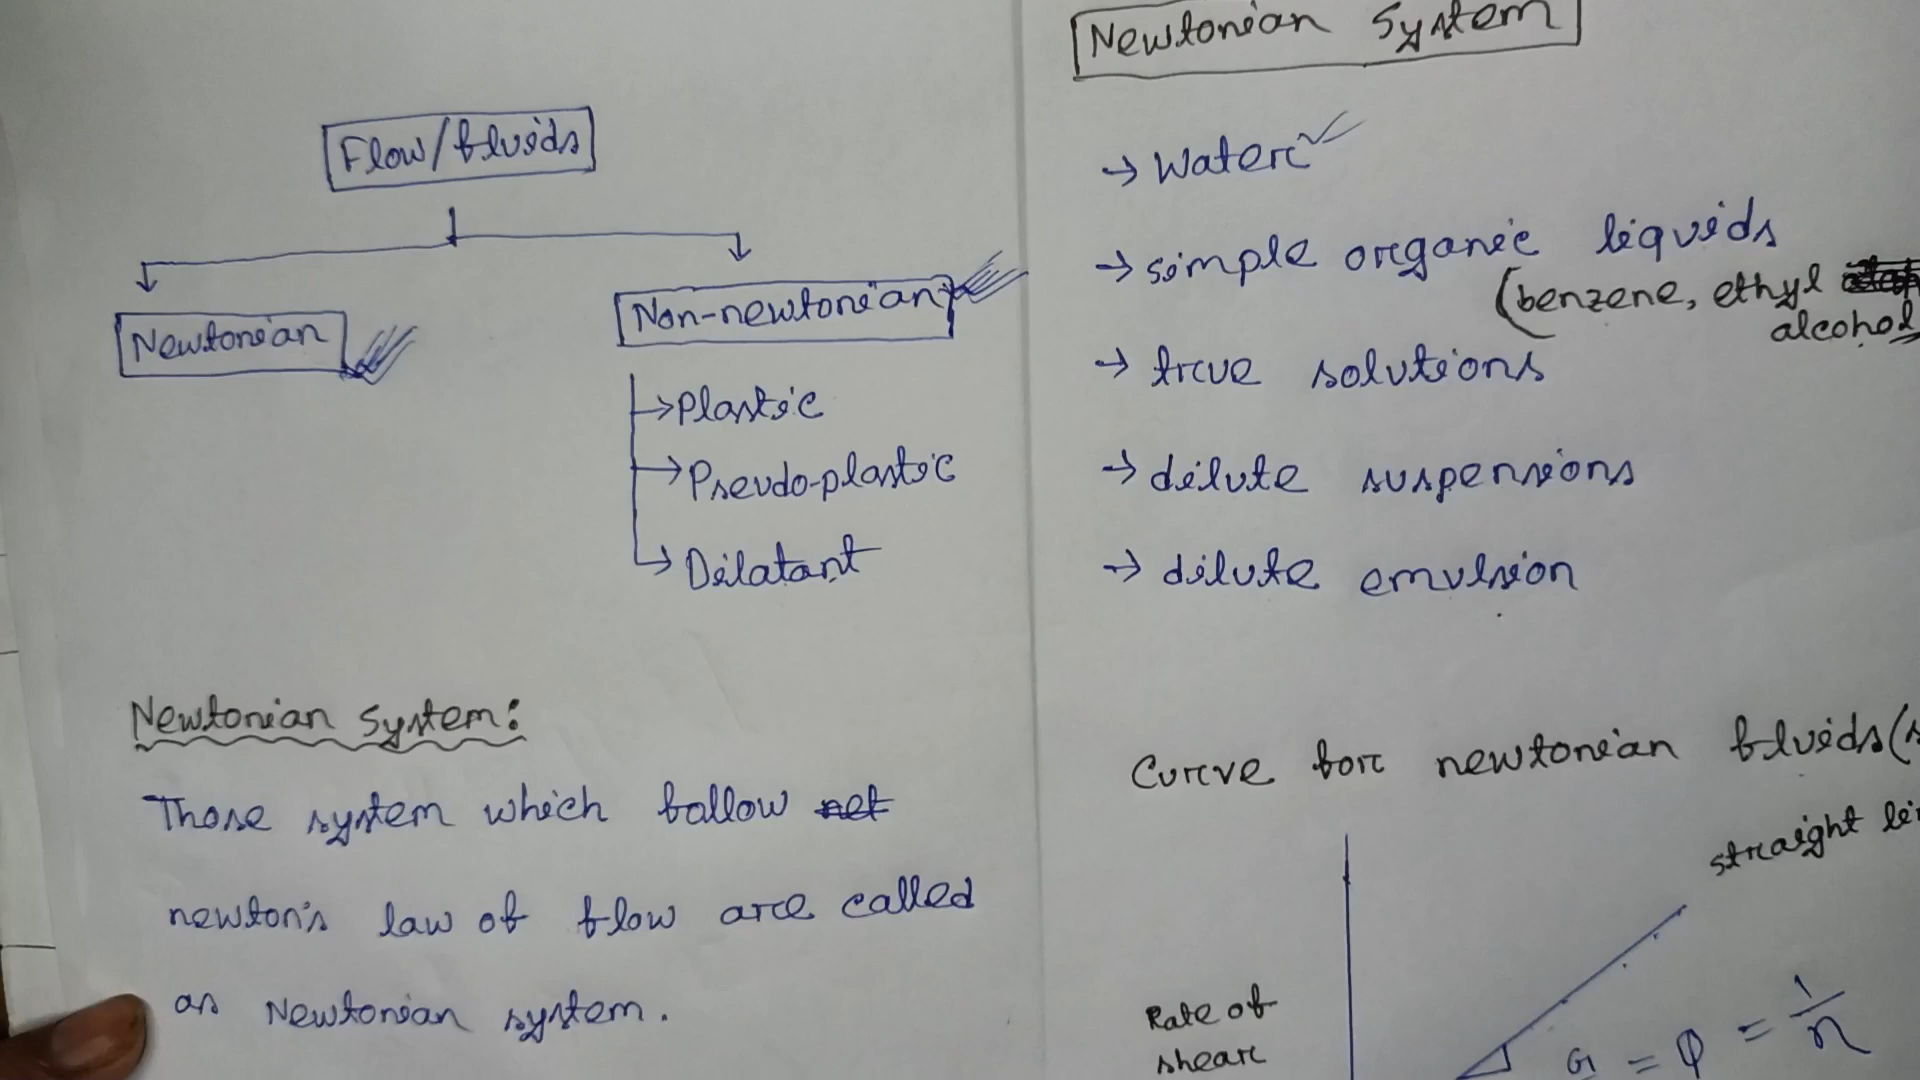 Flow/fluids
Newtonian
Non-newtonian
Plastic
Pseudo-plastic
Dilatant
Newtonian System:
Those system which follow
newton's law of flow are called
as Newtonian system.
Newtonian System
→ Water
→ simple organic liquids
(benzene, ethyl
alcohol
→ true solutions
→ dilute suspensions
→ dilute emulsion
Curve for newtonian fluids(
straight
Rate of
shear
G = φ = 1/η